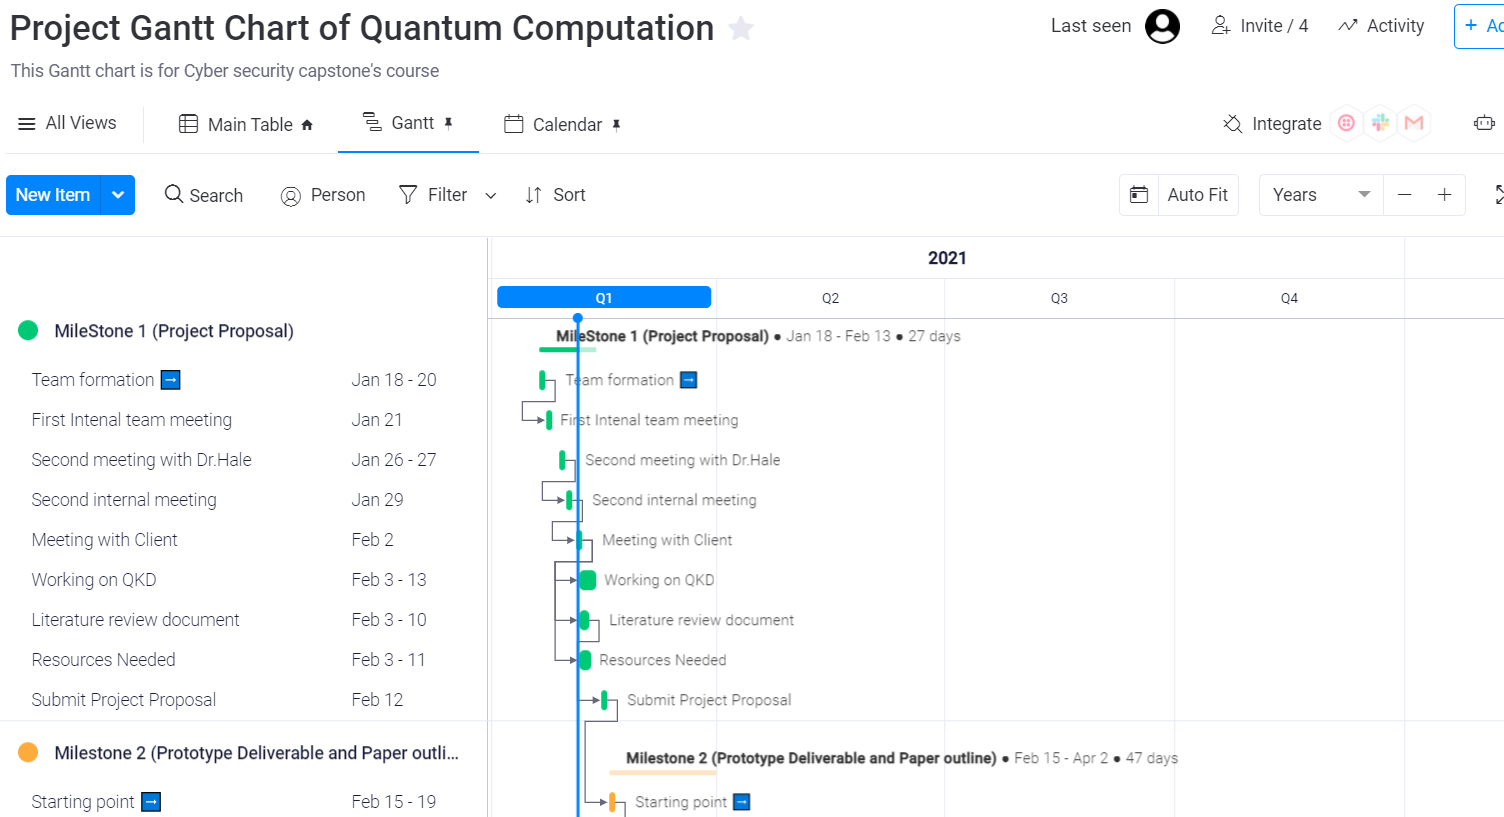 Project Gantt Chart of Quantum Computation
Last seen Invite / 4 Activity + Ad
This Gantt chart is for Cyber security capstone's course
All Views Main Table Gantt Calendar Integrate
New Item Search Person Filter Sort Auto Fit Years − +
2021
Q1 Q2 Q3 Q4
MileStone 1 (Project Proposal) MileStone 1 (Project Proposal) ● Jan 18 - Feb 13 ● 27 days
Team formation Jan 18 - 20 Team formation
First Intenal team meeting Jan 21 First Intenal team meeting
Second meeting with Dr.Hale Jan 26 - 27 Second meeting with Dr.Hale
Second internal meeting Jan 29 Second internal meeting
Meeting with Client Feb 2 Meeting with Client
Working on QKD Feb 3 - 13 Working on QKD
Literature review document Feb 3 - 10 Literature review document
Resources Needed Feb 3 - 11 Resources Needed
Submit Project Proposal Feb 12 Submit Project Proposal
Milestone 2 (Prototype Deliverable and Paper outli... Milestone 2 (Prototype Deliverable and Paper outline) ● Feb 15 - Apr 2 ● 47 days
Starting point Feb 15 - 19 Starting point